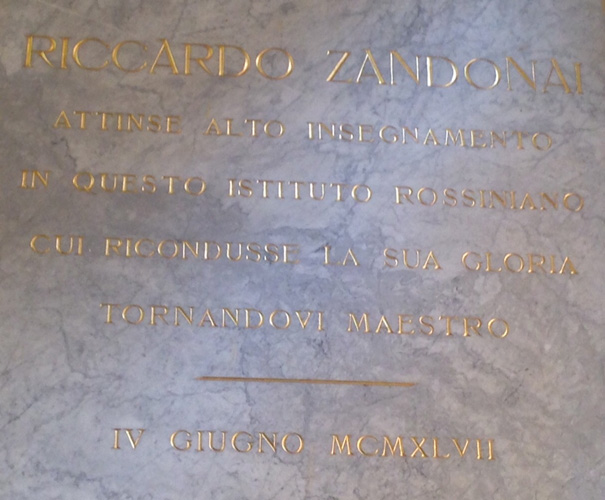 RICCARDO ZANDONAI
ATTINSE ALTO INSEGNAMENTO
IN QUESTO ISTITUTO ROSSINIANO
CUI RICONDUSSE LA SUA GLORIA
TORNANDOVI MAESTRO
IV GIUGNO MCMXLVII